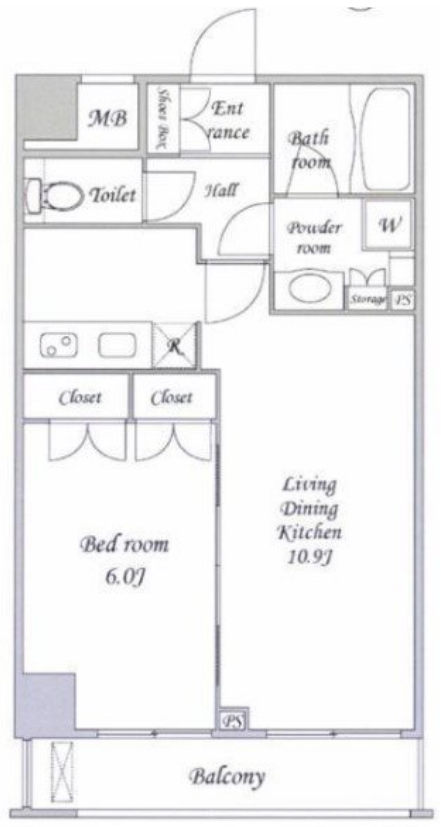 MB
Shoes Box
Ent
rance
Bath
room
Toilet
Hall
Powder
room
W
Storage
PS
R
Closet
Closet
Living
Dining
Kitchen
10.9J
Bed room
6.0J
PS
Balcony